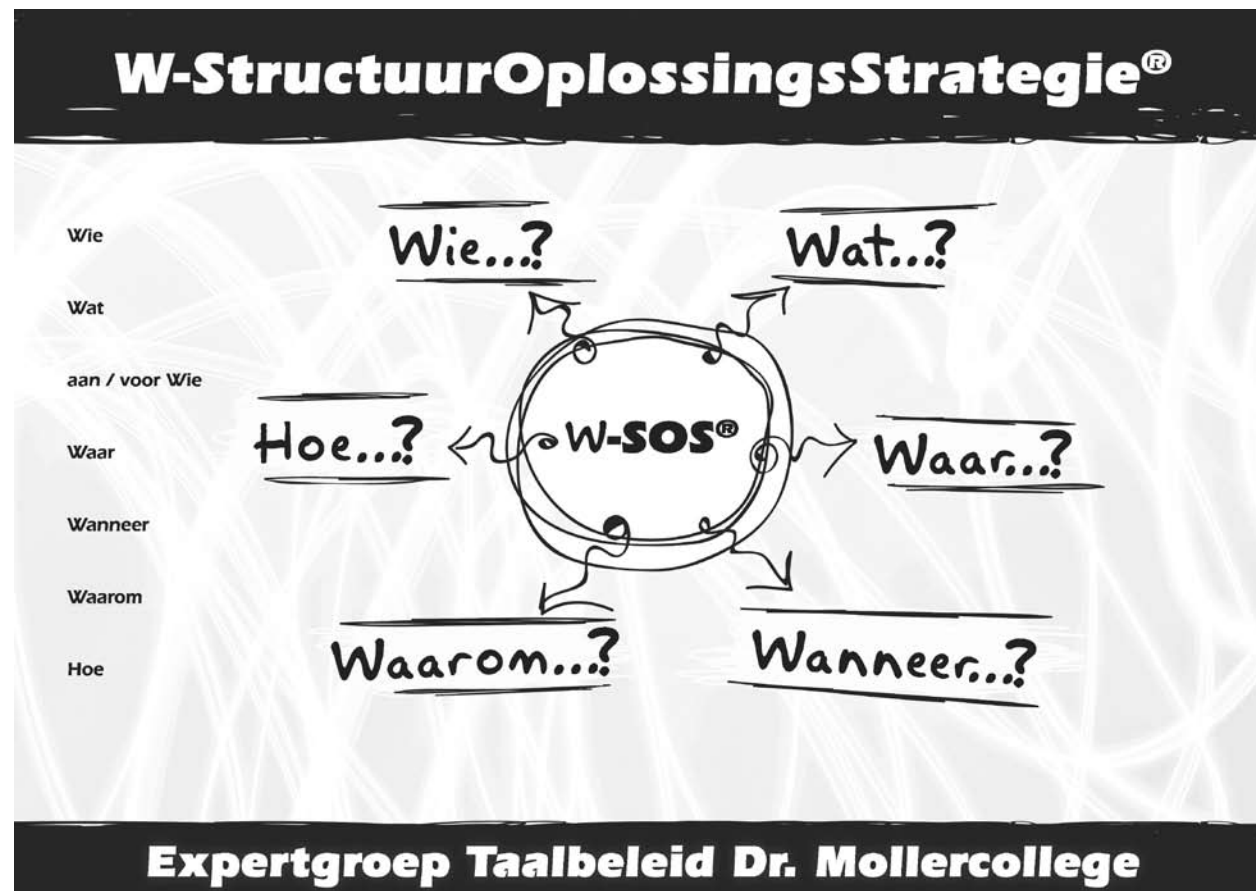 W-StructuurOplossingsStrategie®
Wie
Wat
aan / voor Wie
Waar
Wanneer
Waarom
Hoe
Wie...?
Wat...?
Hoe...?
W-SOS®
Waar...?
Waarom...?
Wanneer...?
Expertgroep Taalbeleid Dr. Mollercollege